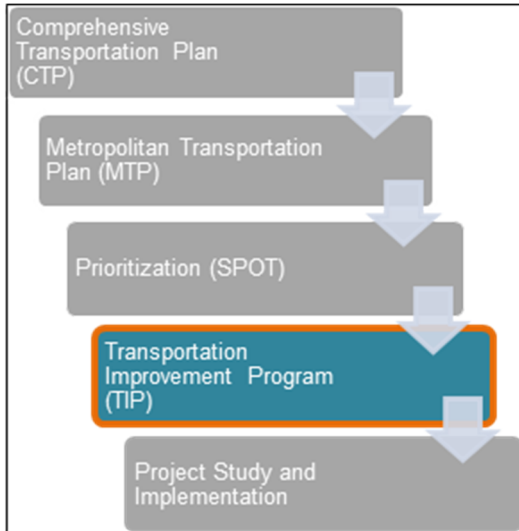 Comprehensive
Transportation Plan
(CTP)
Metropolitan Transportation
Plan (MTP)
Prioritization (SPOT)
Transportation
Improvement Program
(TIP)
Project Study and
Implementation